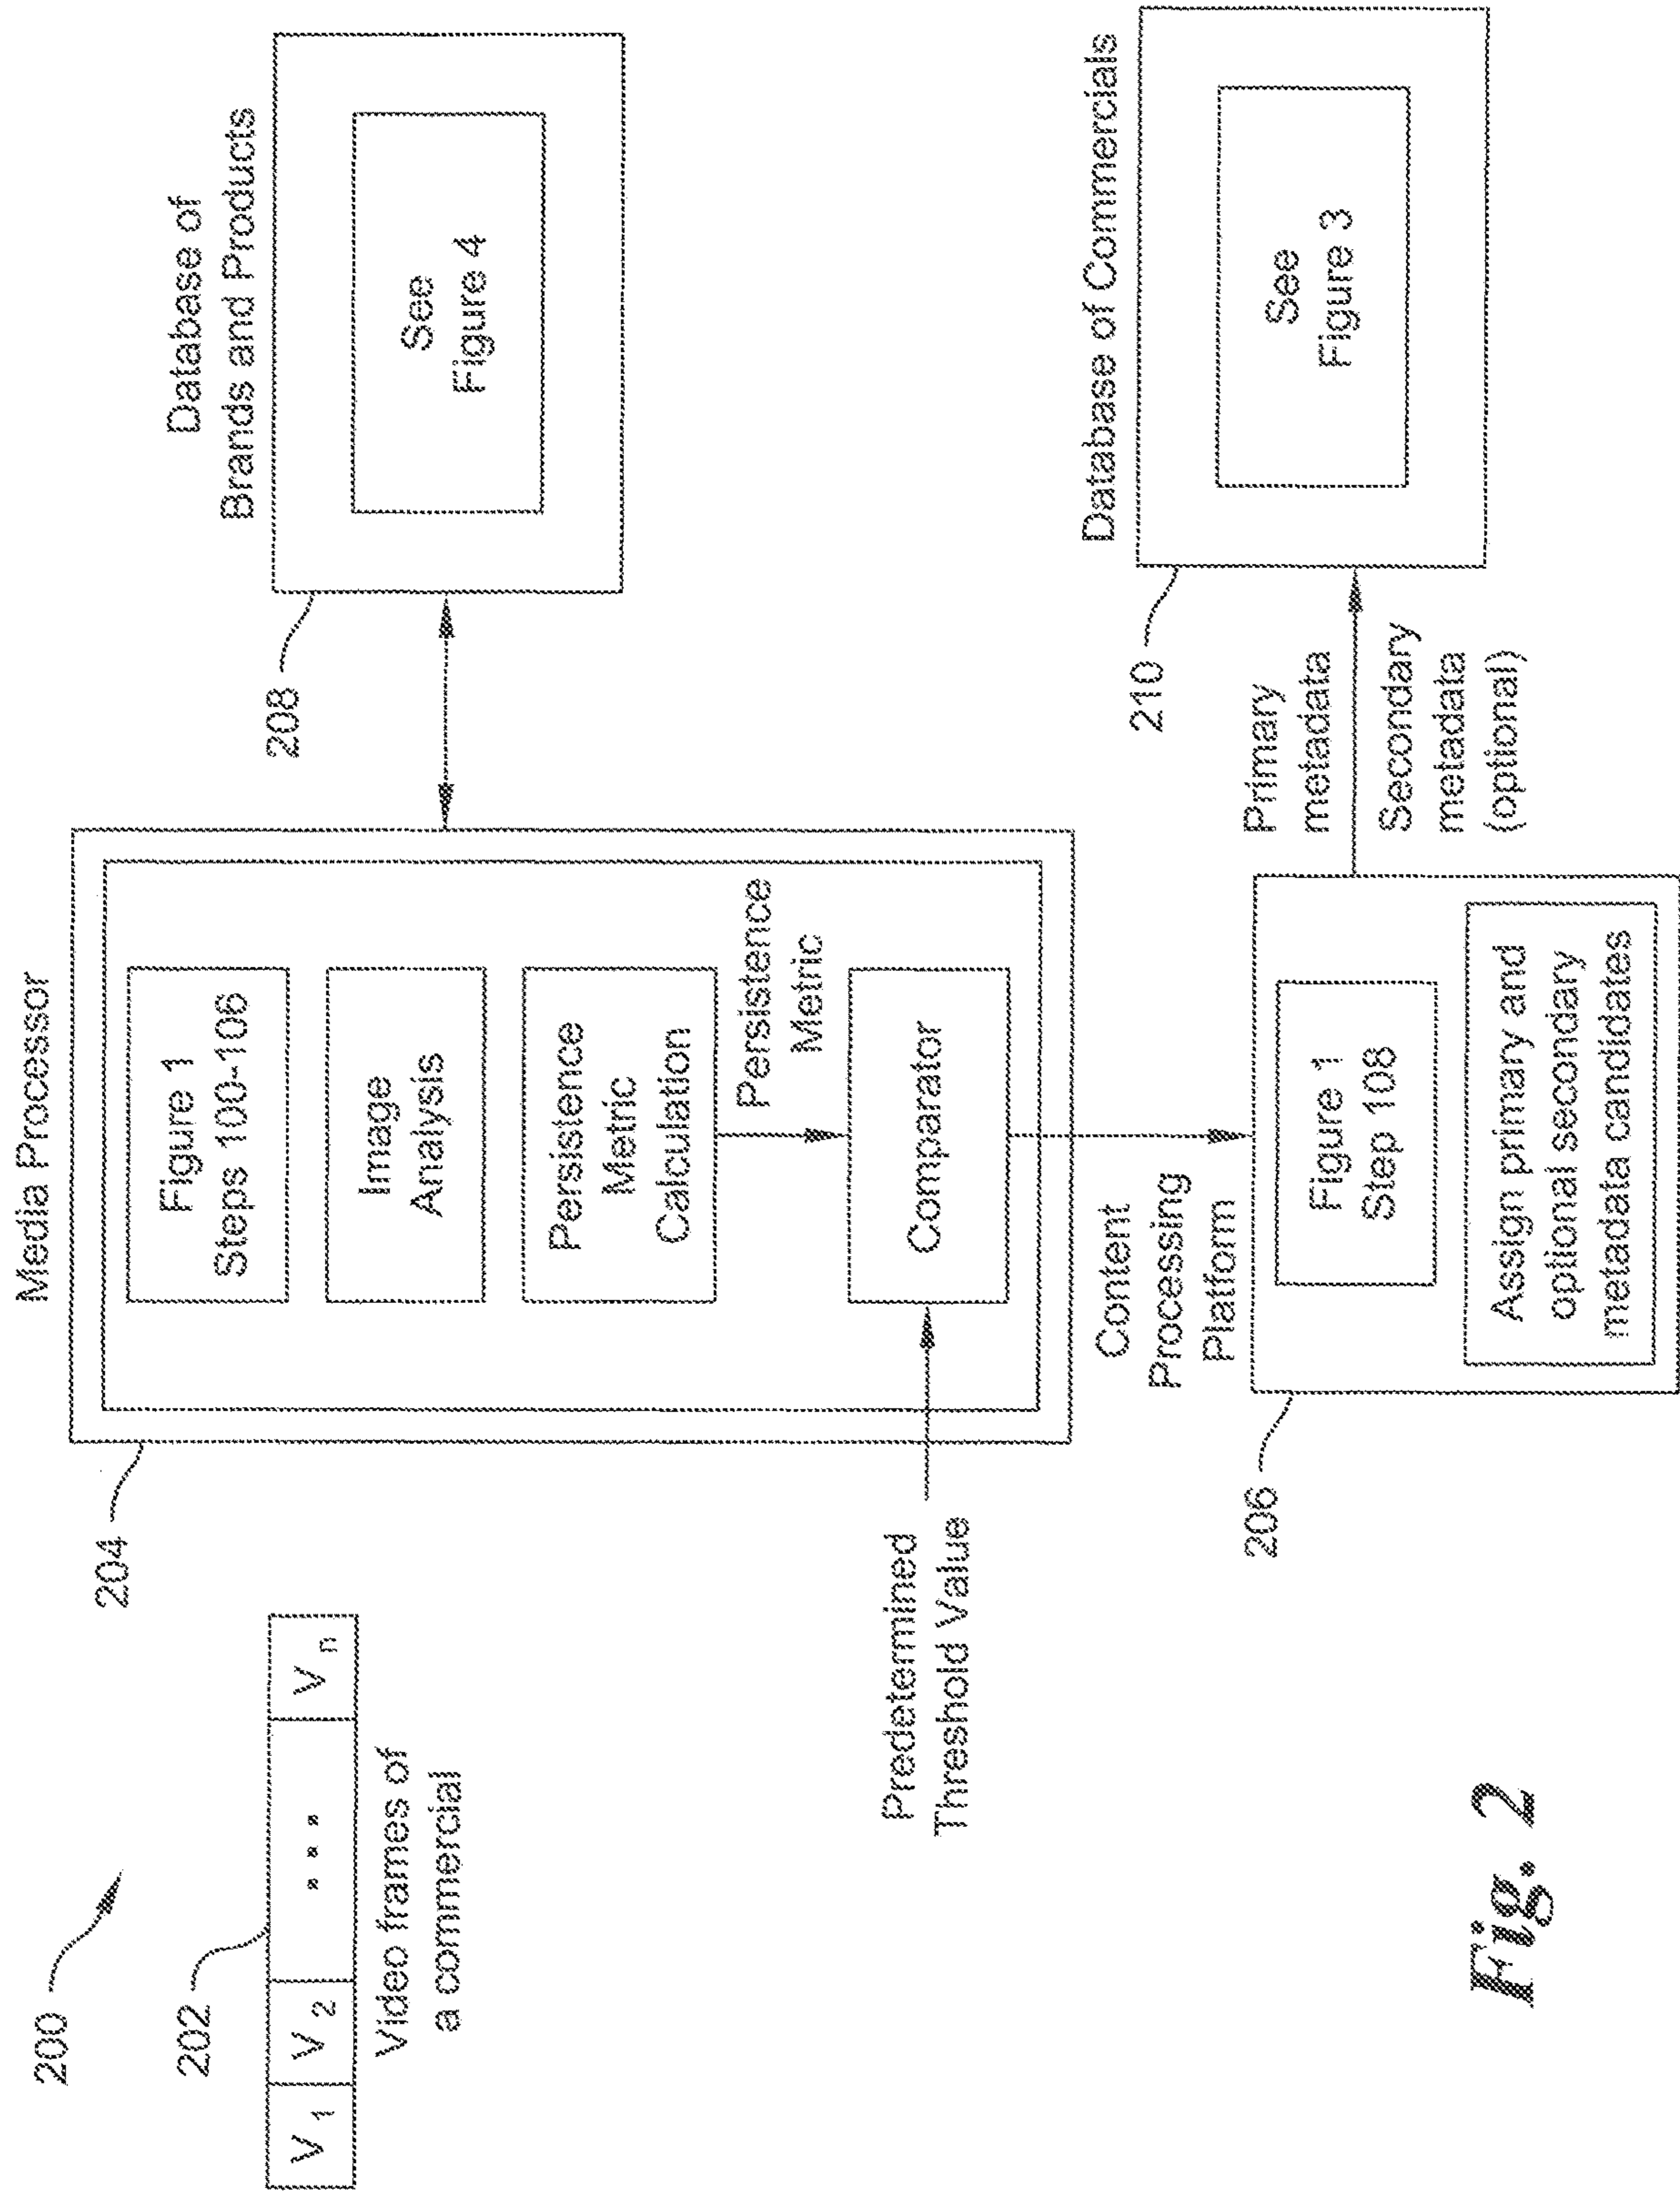 200
202
V 1
V 2
...
V n
Video frames of
a commercial
204
Media Processor
Figure 1
Steps 100-106
Image
Analysis
Persistence
Metric
Calculation
Persistence
Metric
Comparator
Predetermined
Threshold Value
208
Database of
Brands and Products
See
Figure 4
Content
Processing
Platform
206
Figure 1
Step 108
Assign primary and
optional secondary
metadata candidates
Primary
metadata
Secondary
metadata
(optional)
210
Database of Commercials
See
Figure 3
Fig. 2